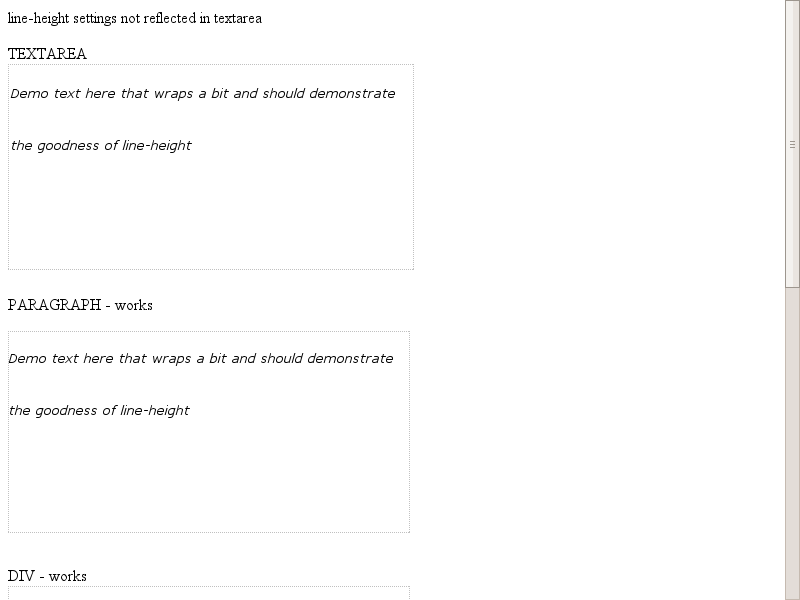 line-height settings not reflected in textarea
TEXTAREA
Demo text here that wraps a bit and should demonstrate
the goodness of line-height
PARAGRAPH - works
Demo text here that wraps a bit and should demonstrate
the goodness of line-height
DIV - works